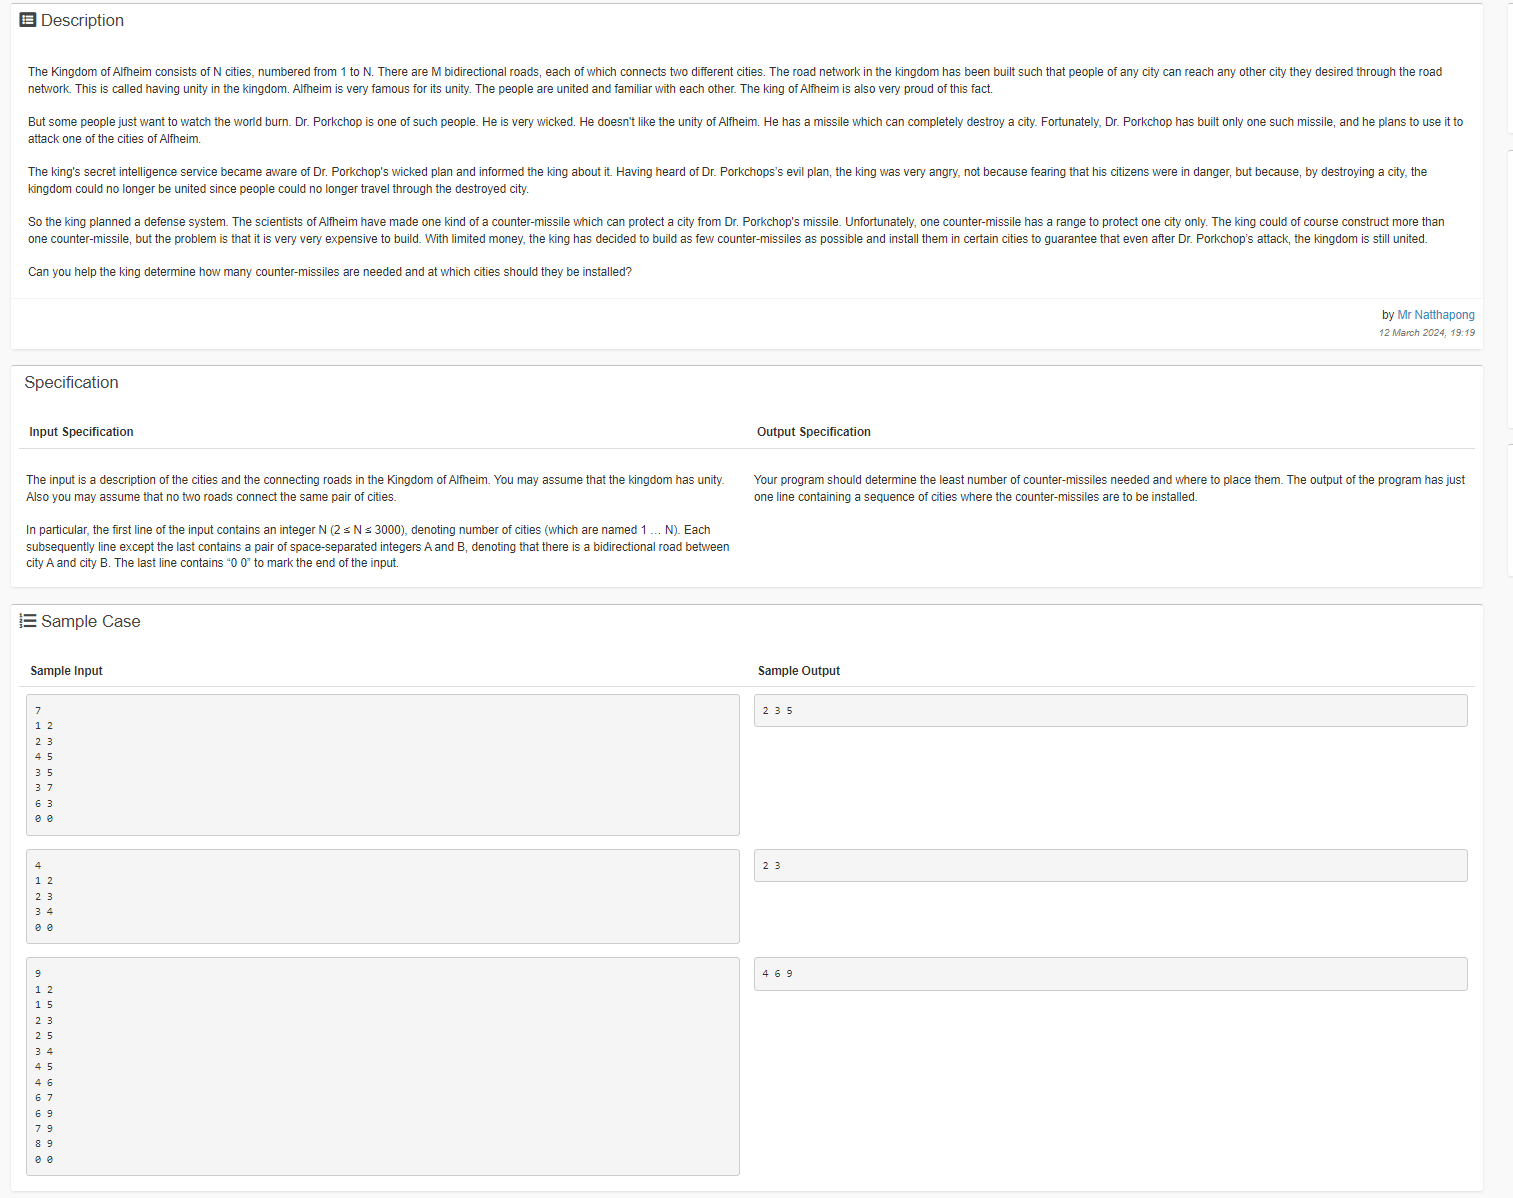 Description
The Kingdom of Alfheim consists of N cities, numbered from 1 to N. There are M bidirectional roads, each of which connects two different cities. The road network in the kingdom has been built such that people of any city can reach any other city they desired through the road
network. This is called having unity in the kingdom. Alfheim is very famous for its unity. The people are united and familiar with each other. The king of Alfheim is also very proud of this fact.
But some people just want to watch the world burn. Dr. Porkchop is one of such people. He is very wicked. He doesn't like the unity of Alfheim. He has a missile which can completely destroy a city. Fortunately, Dr. Porkchop has built only one such missile, and he plans to use it to
attack one of the cities of Alfheim.
The king's secret intelligence service became aware of Dr. Porkchop's wicked plan and informed the king about it. Having heard of Dr. Porkchops's evil plan, the king was very angry, not because fearing that his citizens were in danger, but because, by destroying a city, the
kingdom could no longer be united since people could no longer travel through the destroyed city.
So the king planned a defense system. The scientists of Alfheim have made one kind of a counter-missile which can protect a city from Dr. Porkchop's missile. Unfortunately, one counter-missile has a range to protect one city only. The king could of course construct more than
one counter-missile, but the problem is that it is very very expensive to build. With limited money, the king has decided to build as few counter-missiles as possible and install them in certain cities to guarantee that even after Dr. Porkchop's attack, the kingdom is still united.
Can you help the king determine how many counter-missiles are needed and at which cities should they be installed?
by Mr Natthapong
12 March 2024, 19:19
Specification
Input Specification
Output Specification
The input is a description of the cities and the connecting roads in the Kingdom of Alfheim. You may assume that the kingdom has unity.
Also you may assume that no two roads connect the same pair of cities.
In particular, the first line of the input contains an integer N (2 ≤ N ≤ 3000), denoting number of cities (which are named 1 … N). Each
subsequently line except the last contains a pair of space-separated integers A and B, denoting that there is a bidirectional road between
city A and city B. The last line contains “0 0” to mark the end of the input.
Your program should determine the least number of counter-missiles needed and where to place them. The output of the program has just
one line containing a sequence of cities where the counter-missiles are to be installed.
Sample Case
Sample Input
Sample Output
7
1 2
2 3
4 5
3 5
3 7
6 3
0 0
2 3 5
4
1 2
2 3
3 4
0 0
2 3
9
1 2
1 5
2 3
2 5
3 4
4 5
4 6
6 7
6 9
7 9
8 9
0 0
4 6 9